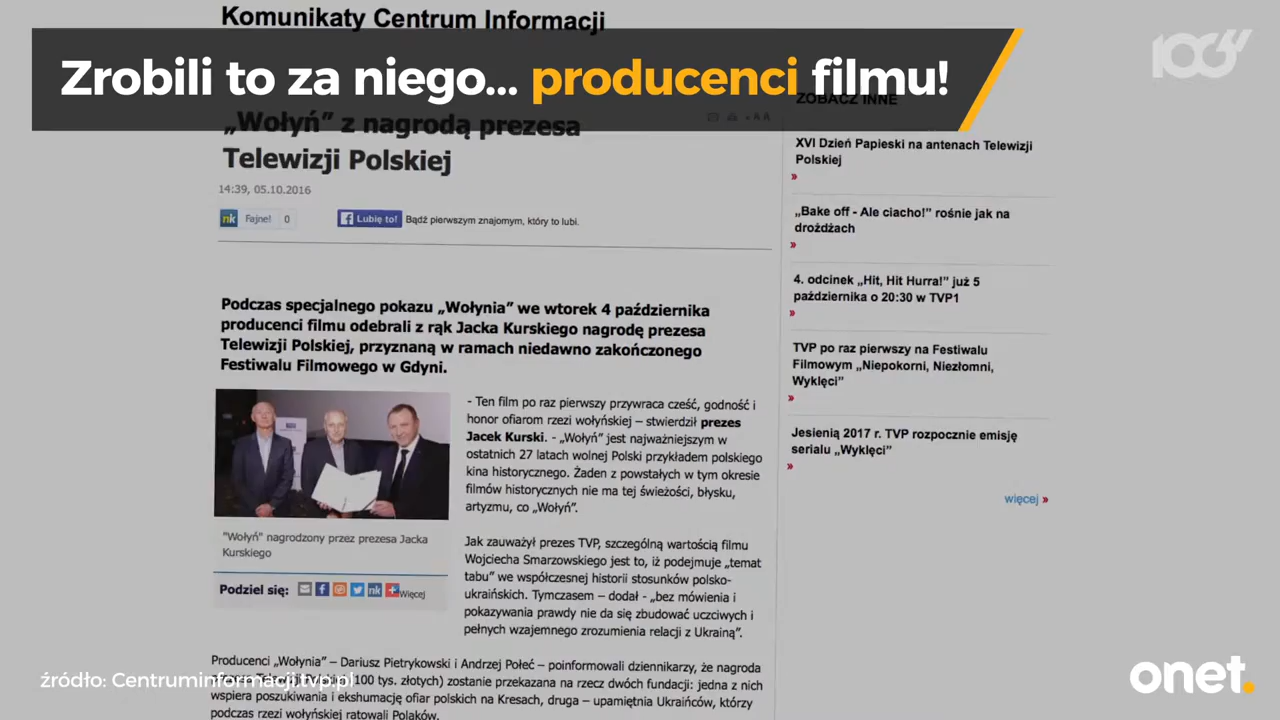 Komunikaty Centrum Informacji
Zrobili to za niego... producenci filmu!
„Wołyń” z nagrodą prezesa
Telewizji Polskiej
14:39, 05.10.2016
nk Fajne! 0
Lubię to! Bądź pierwszym znajomym, który to lubi.
Podczas specjalnego pokazu „Wołynia” we wtorek 4 października
producenci filmu odebrali z rąk Jacka Kurskiego nagrodę prezesa
Telewizji Polskiej, przyznaną w ramach niedawno zakończonego
Festiwalu Filmowego w Gdyni.
- Ten film po raz pierwszy przywraca cześć, godność i
honor ofiarom rzezi wołyńskiej – stwierdził prezes
Jacek Kurski. - „Wołyń” jest najważniejszym w
ostatnich 27 latach wolnej Polski przykładem polskiego
kina historycznego. Żaden z powstałych w tym okresie
filmów historycznych nie ma tej świeżości, błysku,
artyzmu, co „Wołyń”.
"Wołyń" nagrodzony przez prezesa Jacka
Kurskiego
Podziel się: nk Więcej
Jak zauważył prezes TVP, szczególną wartością filmu
Wojciecha Smarzowskiego jest to, iż podejmuje „temat
tabu” we współczesnej historii stosunków polsko-
ukraińskich. Tymczasem – dodał - „bez mówienia i
pokazywania prawdy nie da się zbudować uczciwych i
pełnych wzajemnego zrozumienia relacji z Ukrainą”.
Producenci „Wołynia” – Dariusz Pietrykowski i Andrzej Połeć – poinformowali dziennikarzy, że nagroda
100 tys. złotych) zostanie przekazana na rzecz dwóch fundacji: jedna z nich
wspiera poszukiwania i ekshumację ofiar polskich na Kresach, druga – upamiętnia Ukraińców, którzy
podczas rzezi wołyńskiej ratowali Polaków.
źródło: Centruminformacji.tvp.pl
ZOBACZ INNE
XVI Dzień Papieski na antenach Telewizji
Polskiej
»
„Bake off - Ale ciacho!” rośnie jak na
drożdżach
»
4. odcinek „Hit, Hit Hurra!” już 5
października o 20:30 w TVP1
»
TVP po raz pierwszy na Festiwalu
Filmowym „Niepokorni, Niezłomni,
Wyklęci”
»
Jesienią 2017 r. TVP rozpocznie emisję
serialu „Wyklęci”
»
więcej »
onet.